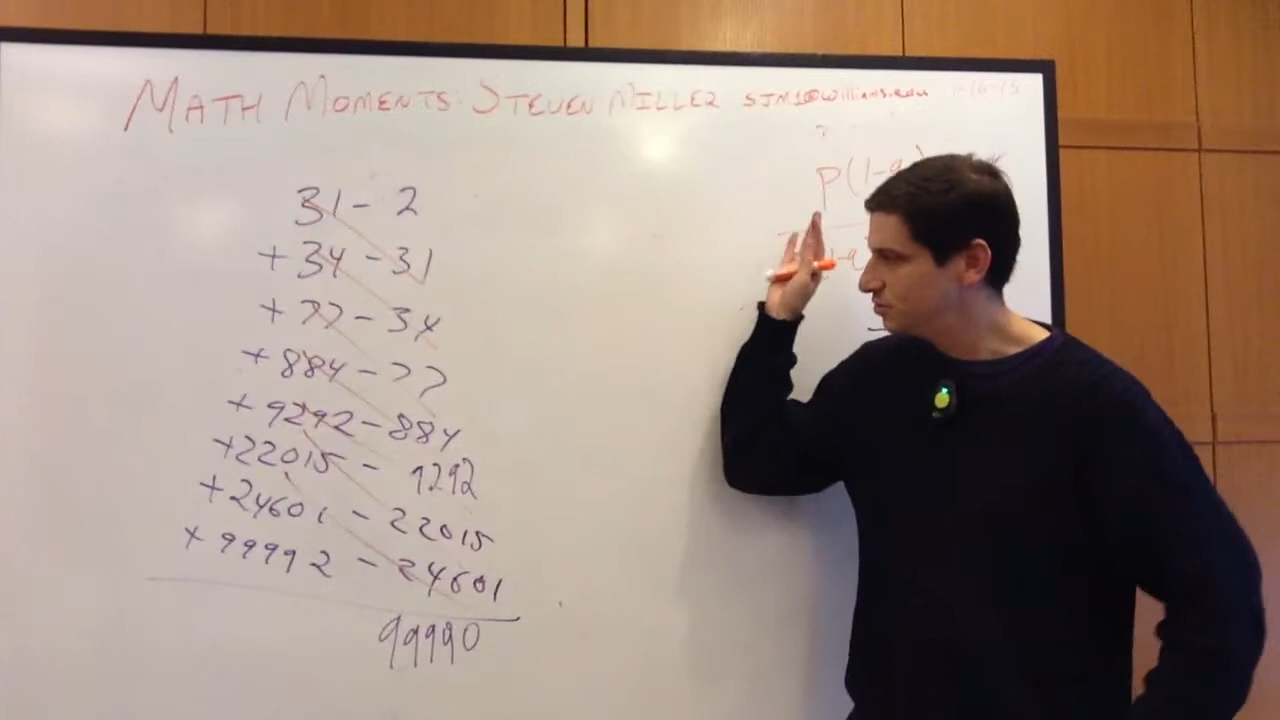 MATH MOMENTS: STEVEN MILLER SJM1@williams.edu
31 - 2
+ 34 - 31
+ 77 - 34
+ 884 - 77
+ 9292 - 884
+ 22015 - 9292
+ 24601 - 22015
+ 99992 - 24601
99990
P(1-a
1-a